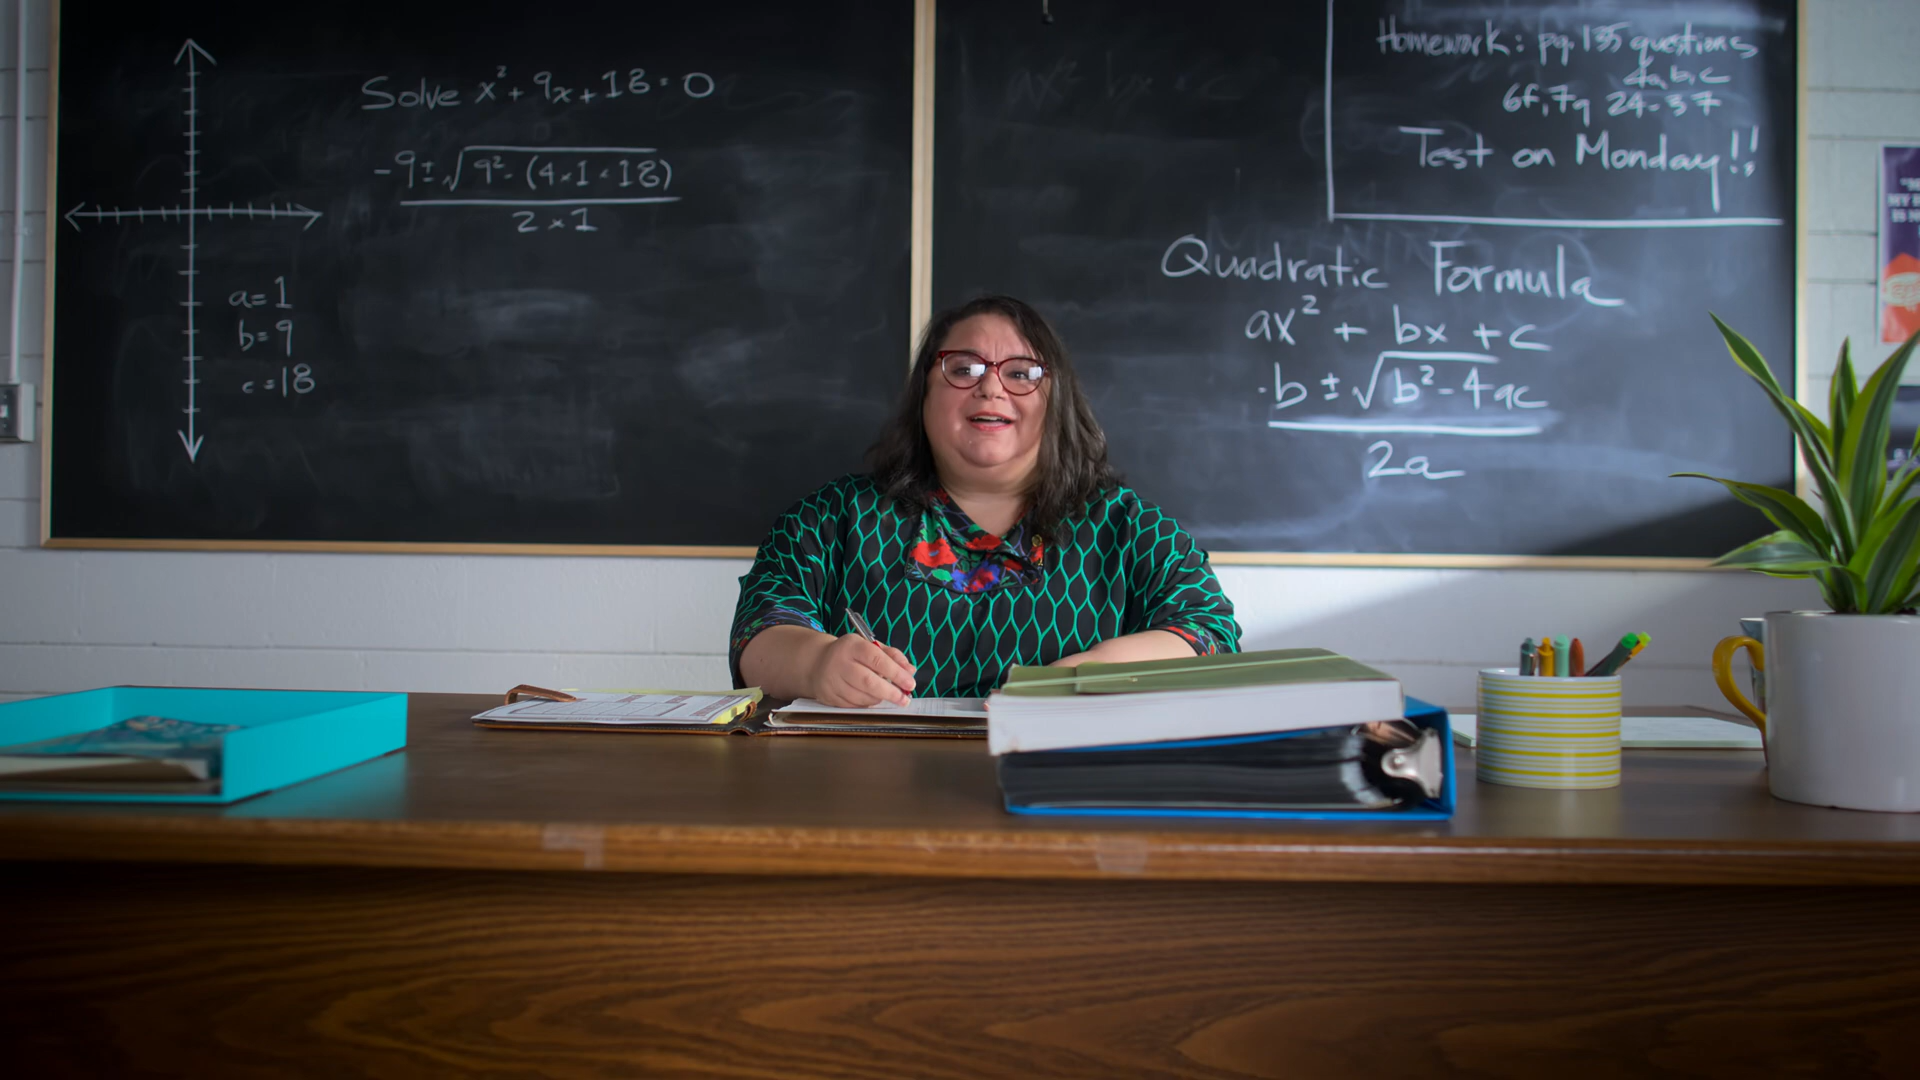 Solve x² + 9x + 18 = 0
-9 ± √9² - (4 × 1 × 18)
2 × 1
a = 1
b = 9
c = 18
Homework: pg. 135 questions
4a, b, c
6f, 7g 24-37
Test on Monday!!
Quadratic Formula
ax² + bx + c
-b ± √b² - 4ac
2a